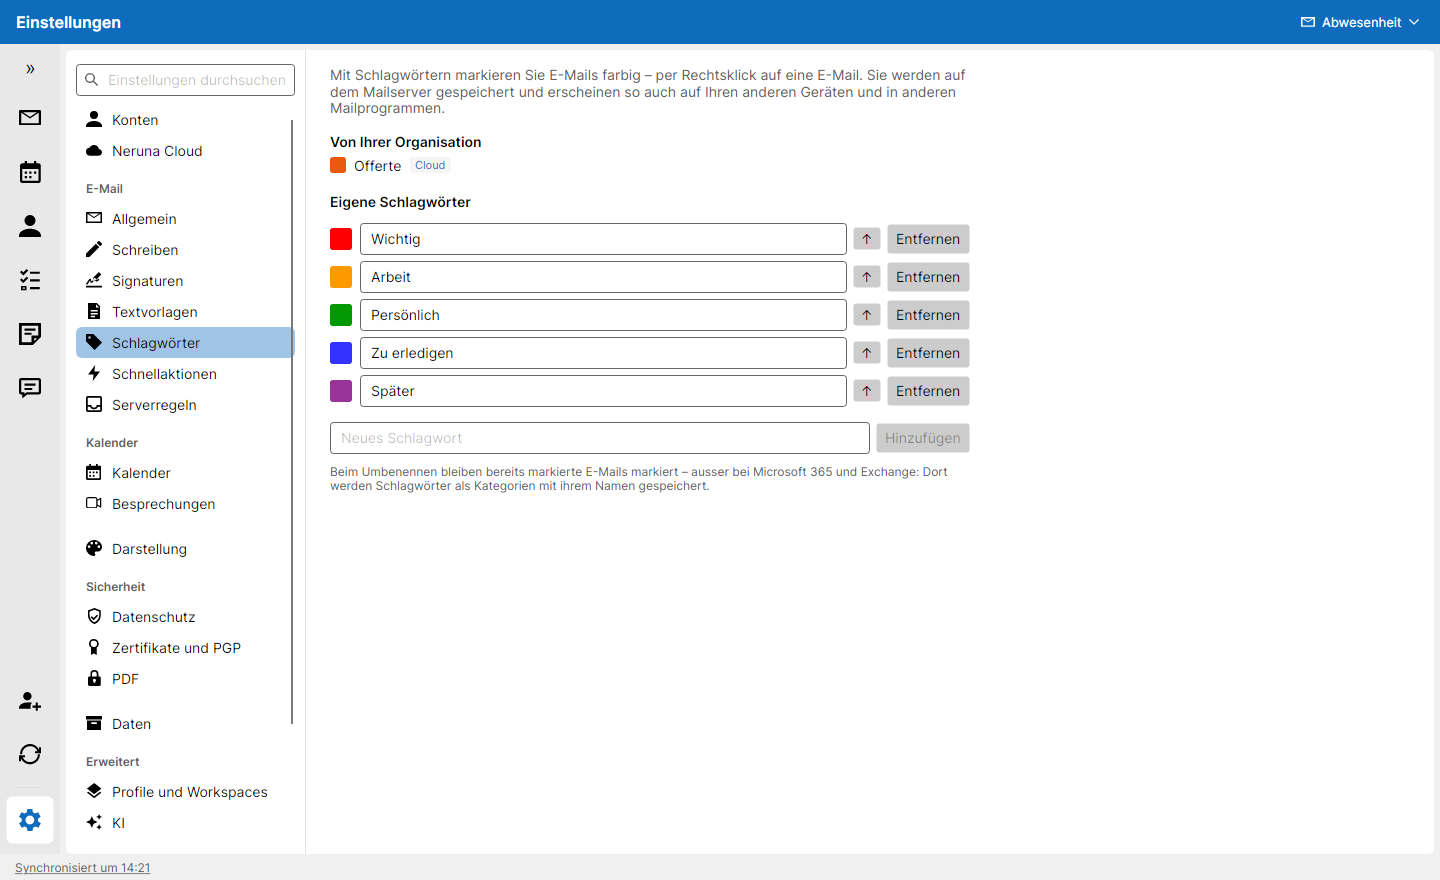 Einstellungen
Abwesenheit
»
Einstellungen durchsuchen
Konten
Neruna Cloud
E-Mail
Allgemein
Schreiben
Signaturen
Textvorlagen
Schlagwörter
Schnellaktionen
Serverregeln
Kalender
Kalender
Besprechungen
Darstellung
Sicherheit
Datenschutz
Zertifikate und PGP
PDF
Daten
Erweitert
Profile und Workspaces
KI
Mit Schlagwörtern markieren Sie E-Mails farbig – per Rechtsklick auf eine E-Mail. Sie werden auf
dem Mailserver gespeichert und erscheinen so auch auf Ihren anderen Geräten und in anderen
Mailprogrammen.
Von Ihrer Organisation
Offerte Cloud
Eigene Schlagwörter
Wichtig ↑ Entfernen
Arbeit ↑ Entfernen
Persönlich ↑ Entfernen
Zu erledigen ↑ Entfernen
Später ↑ Entfernen
Neues Schlagwort Hinzufügen
Beim Umbenennen bleiben bereits markierte E-Mails markiert – ausser bei Microsoft 365 und Exchange: Dort
werden Schlagwörter als Kategorien mit ihrem Namen gespeichert.
Synchronisiert um 14:21